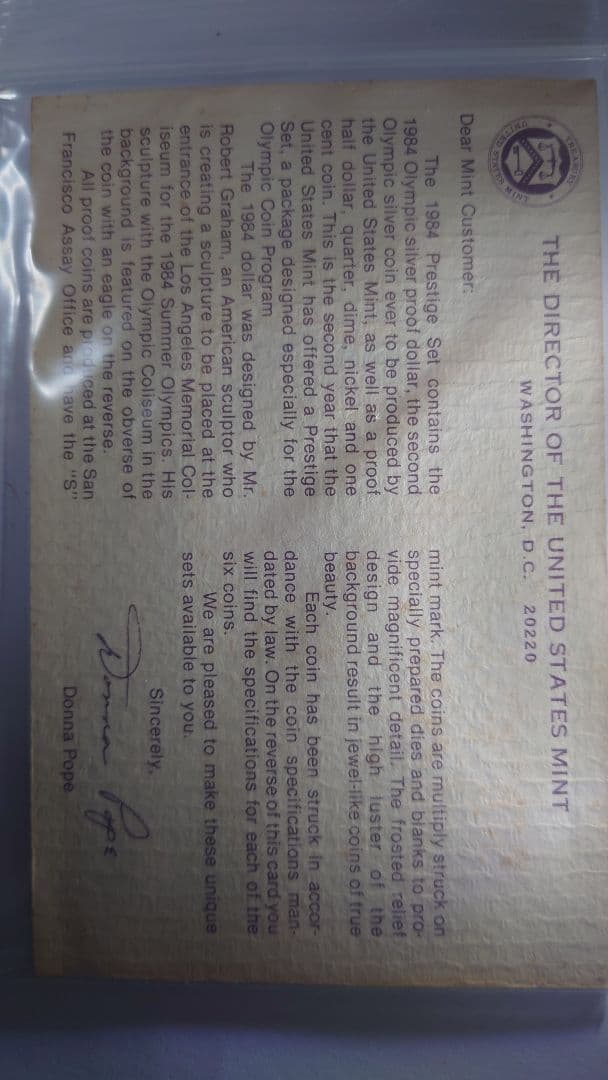 THE DIRECTOR OF THE UNITED STATES MINT
WASHINGTON, D.C. 20220
Dear Mint Customer:
The 1984 Prestige Set contains the
1984 Olympic silver proof dollar, the second
Olympic silver coin ever to be produced by
the United States Mint, as well as a proof
half dollar, quarter, dime, nickel and one
cent coin. This is the second year that the
United States Mint has offered a Prestige
Set, a package designed especially for the
Olympic Coin Program.
The 1984 dollar was designed by Mr.
Robert Graham, an American sculptor who
is creating a sculpture to be placed at the
entrance of the Los Angeles Memorial Col-
iseum for the 1984 Summer Olympics. His
sculpture with the Olympic Coliseum in the
background is featured on the obverse of
the coin with an eagle on the reverse.
All proof coins are produced at the San
Francisco Assay Office and have the "S"
mint mark. The coins are multiply struck on
specially prepared dies and blanks to pro-
vide magnificent detail. The frosted relief
design and the high luster of the
background result in jewel-like coins of true
beauty.
Each coin has been struck in accor-
dance with the coin specifications man-
dated by law. On the reverse of this card you
will find the specifications for each of the
six coins.
We are pleased to make these unique
sets available to you.
Sincerely,
Donna Pope
Donna Pope